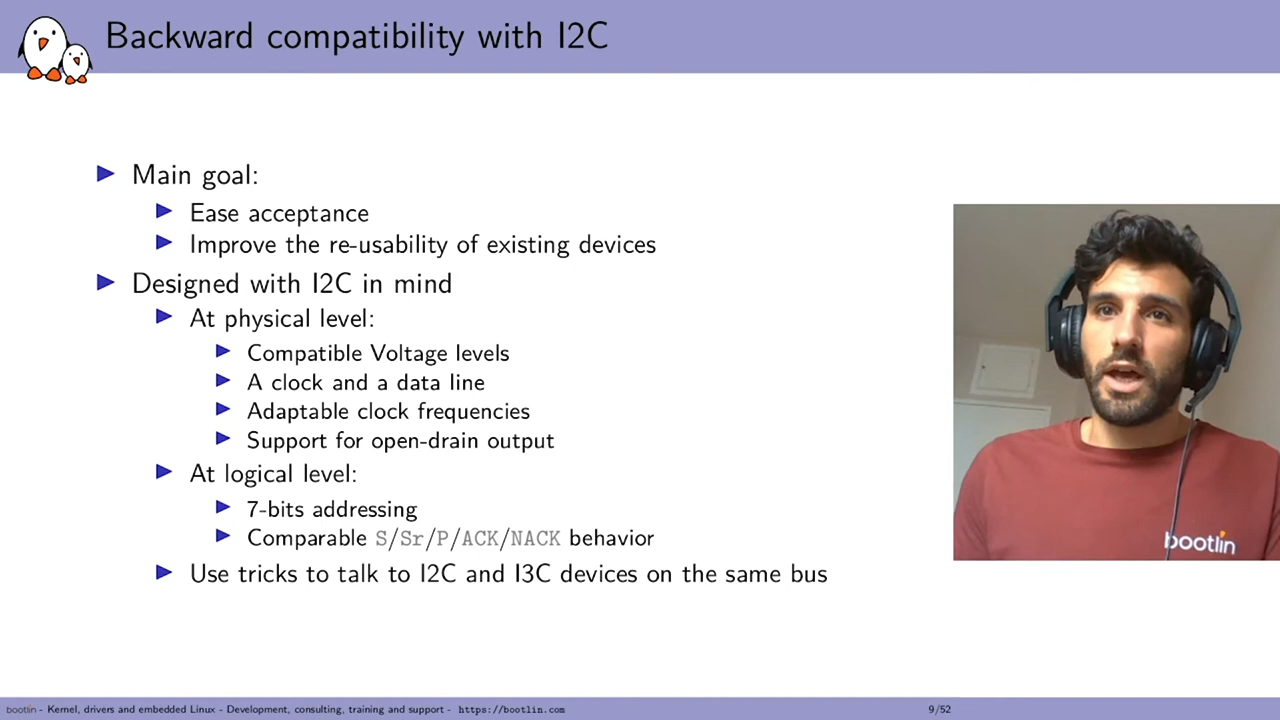 Backward compatibility with I2C
Main goal:
Ease acceptance
Improve the re-usability of existing devices
Designed with I2C in mind
At physical level:
Compatible Voltage levels
A clock and a data line
Adaptable clock frequencies
Support for open-drain output
At logical level:
7-bits addressing
Comparable S/Sr/P/ACK/NACK behavior
Use tricks to talk to I2C and I3C devices on the same bus
bootlin
bootlin - Kernel, drivers and embedded Linux - Development, consulting, training and support - https://bootlin.com
9/52